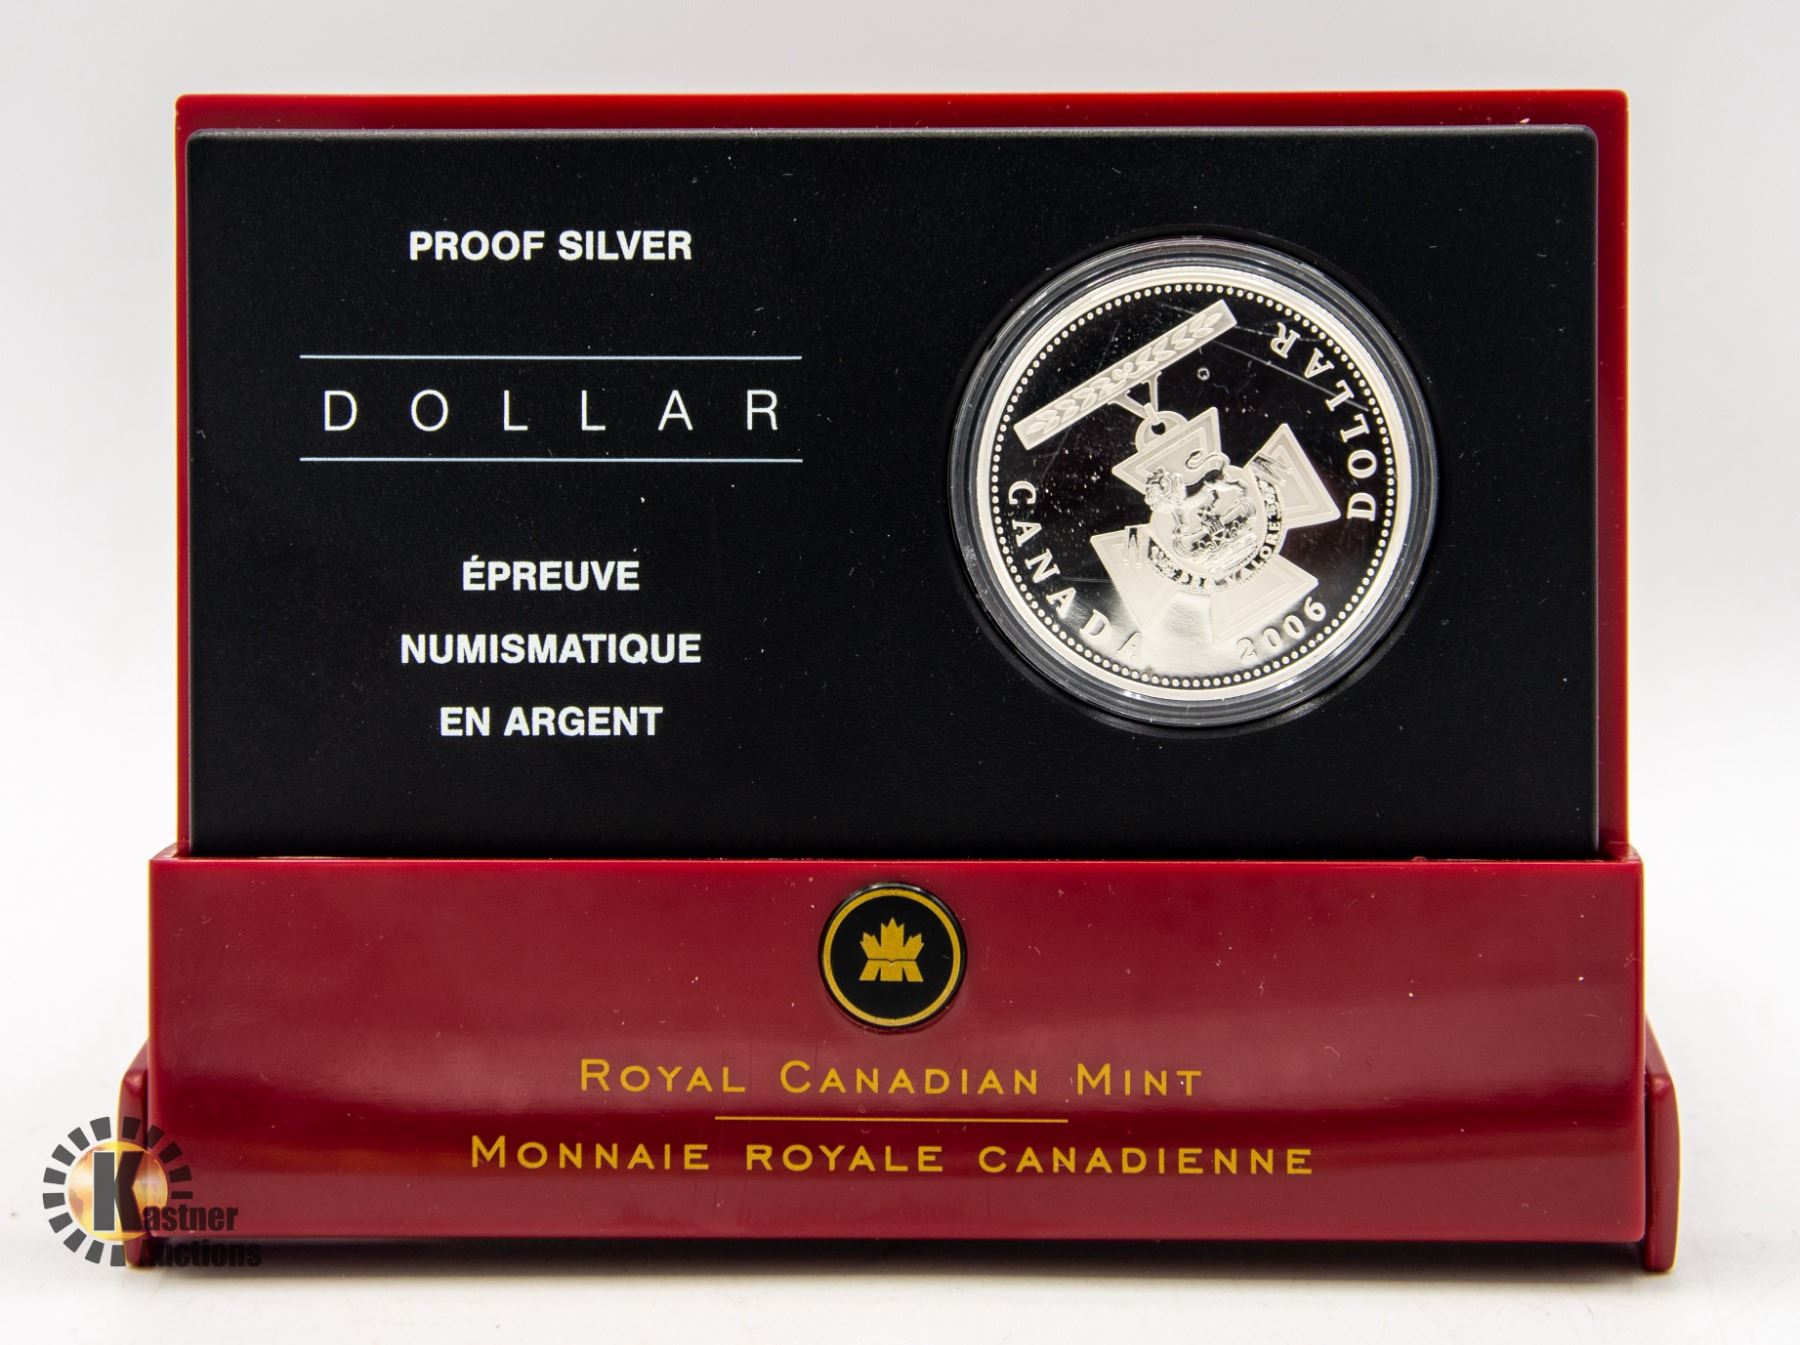 PROOF SILVER
DOLLAR
ÉPREUVE
NUMISMATIQUE
EN ARGENT
CANADA 2006 DOLLAR
ROYAL CANADIAN MINT
MONNAIE ROYALE CANADIENNE
Kastner
Auctions